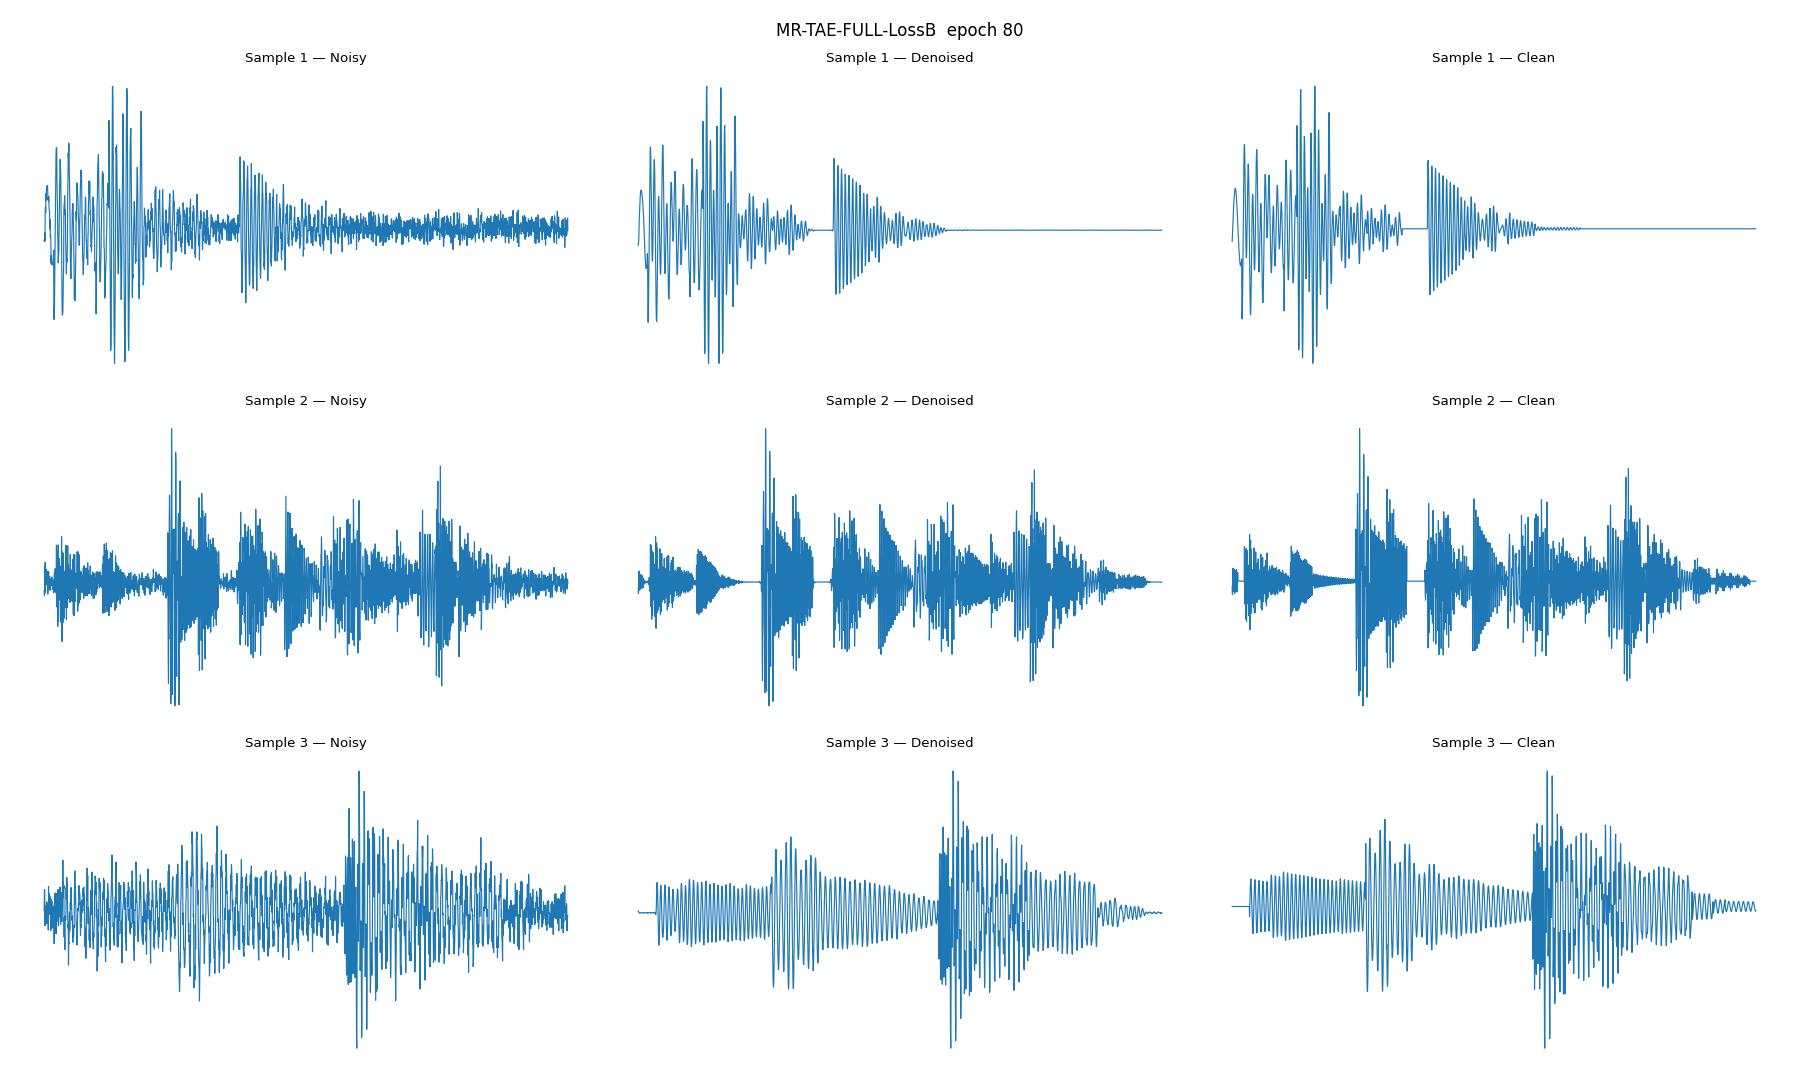 MR-TAE-FULL-LossB  epoch 80
Sample 1 — Noisy
Sample 1 — Denoised
Sample 1 — Clean
Sample 2 — Noisy
Sample 2 — Denoised
Sample 2 — Clean
Sample 3 — Noisy
Sample 3 — Denoised
Sample 3 — Clean